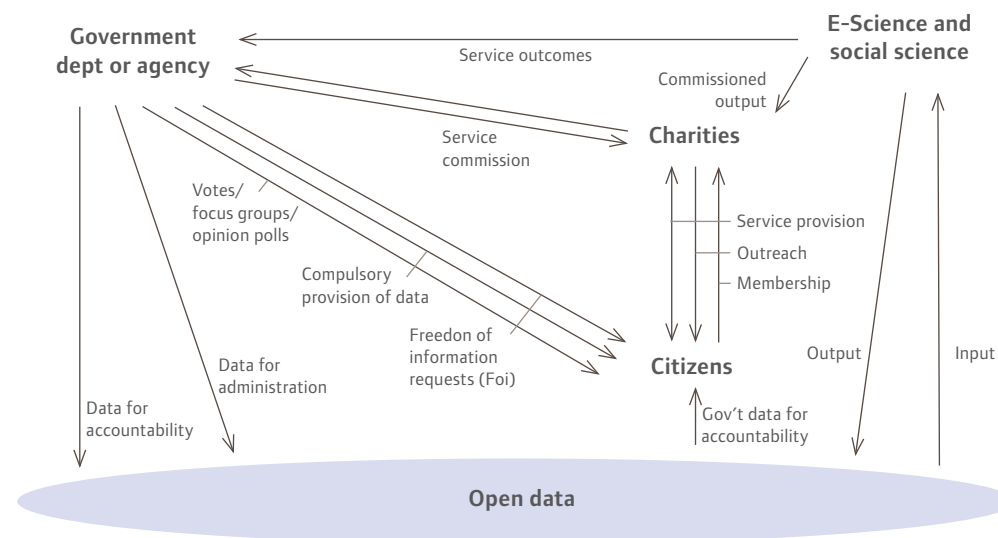 Government
dept or agency
E-Science and
social science
Service outcomes
Commissioned
output
Charities
Service
commission
Votes/
focus groups/
opinion polls
Service provision
Outreach
Membership
Compulsory
provision of data
Freedon of
information
requests (Foi)
Citizens
Output
Input
Data for
administration
Data for
accountability
Gov’t data for
accountability
Open data